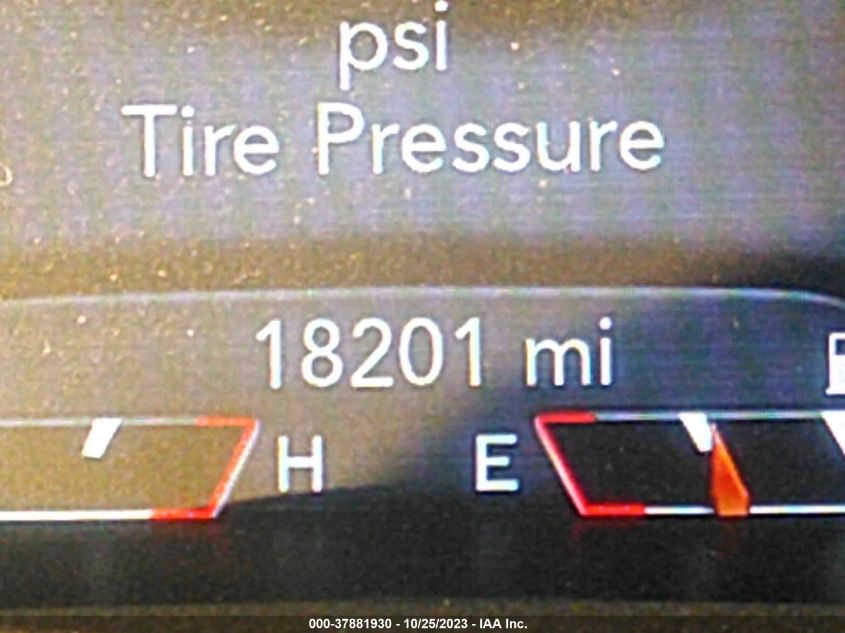 psi
Tire Pressure
18201 mi
H E
000-37881930 - 10/25/2023 - IAA Inc.